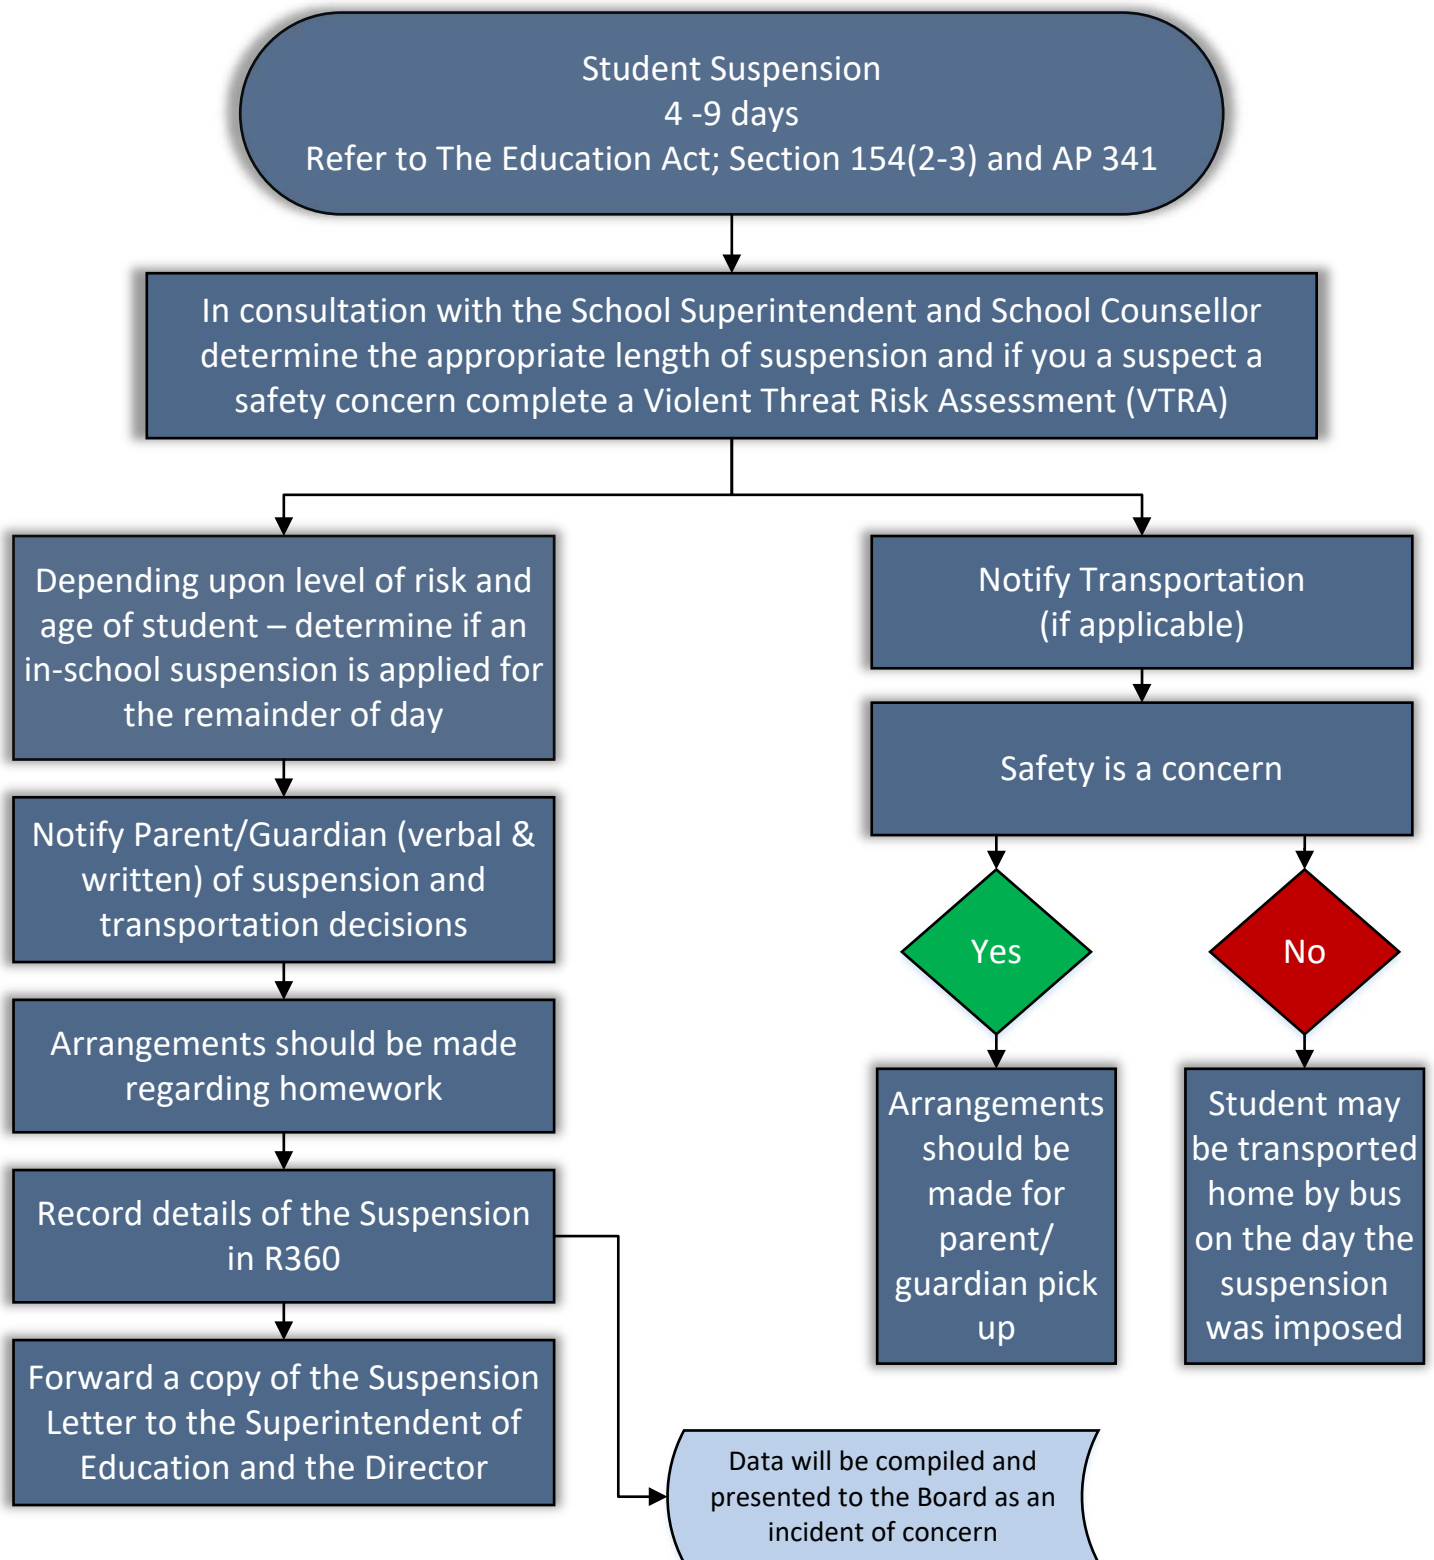 Student Suspension
4 -9 days
Refer to The Education Act; Section 154(2-3) and AP 341
In consultation with the School Superintendent and School Counsellor
determine the appropriate length of suspension and if you a suspect a
safety concern complete a Violent Threat Risk Assessment (VTRA)
Depending upon level of risk and
age of student – determine if an
in-school suspension is applied for
the remainder of day
Notify Parent/Guardian (verbal &
written) of suspension and
transportation decisions
Arrangements should be made
regarding homework
Record details of the Suspension
in R360
Forward a copy of the Suspension
Letter to the Superintendent of
Education and the Director
Data will be compiled and
presented to the Board as an
incident of concern
Notify Transportation
(if applicable)
Safety is a concern
Yes
Arrangements
should be
made for
parent/
guardian pick
up
No
Student may
be transported
home by bus
on the day the
suspension
was imposed